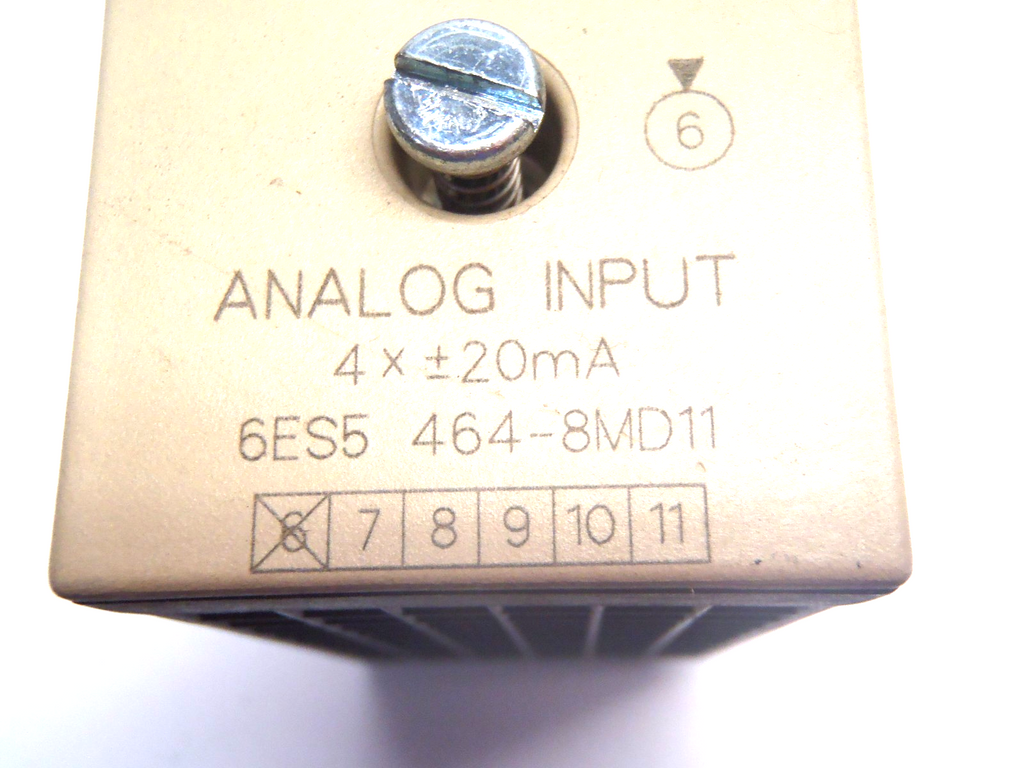 6
ANALOG INPUT
4 x ±20mA
6ES5 464-8MD11
6 7 8 9 10 11